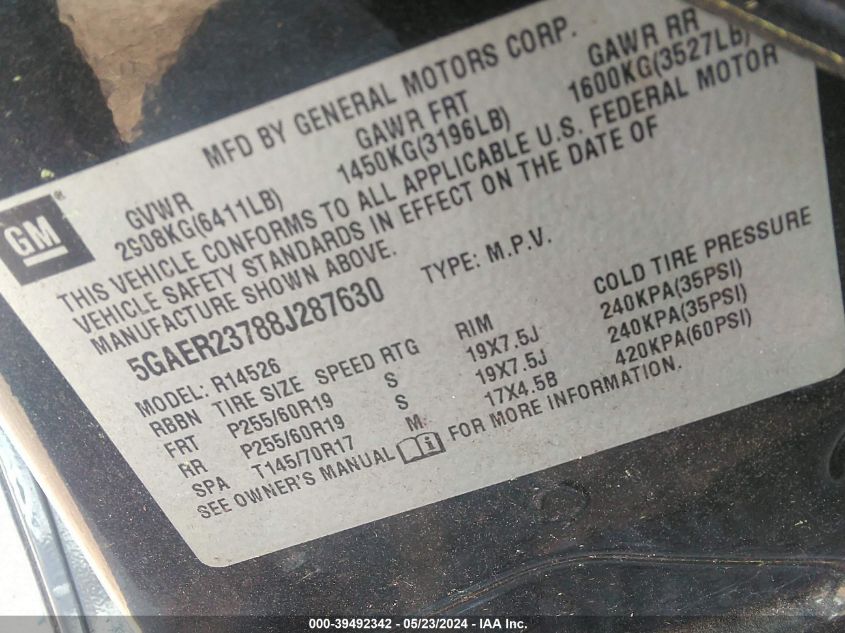 GM®
MFD BY GENERAL MOTORS CORP.
GVWR GAWR FRT GAWR RR
2908KG(6411LB) 1450KG(3196LB) 1600KG(3527LB)
THIS VEHICLE CONFORMS TO ALL APPLICABLE U.S. FEDERAL MOTOR
VEHICLE SAFETY STANDARDS IN EFFECT ON THE DATE OF
MANUFACTURE SHOWN ABOVE.
5GAER23788J287630 TYPE: M.P.V.
MODEL: R14526
RBBN TIRE SIZE SPEED RTG RIM COLD TIRE PRESSURE
FRT P255/60R19 S 19X7.5J 240KPA(35PSI)
RR P255/60R19 S 19X7.5J 240KPA(35PSI)
SPA T145/70R17 M 17X4.5B 420KPA(60PSI)
SEE OWNER'S MANUAL FOR MORE INFORMATION.
000-39492342 / 05/23/2024 - IAA Inc.